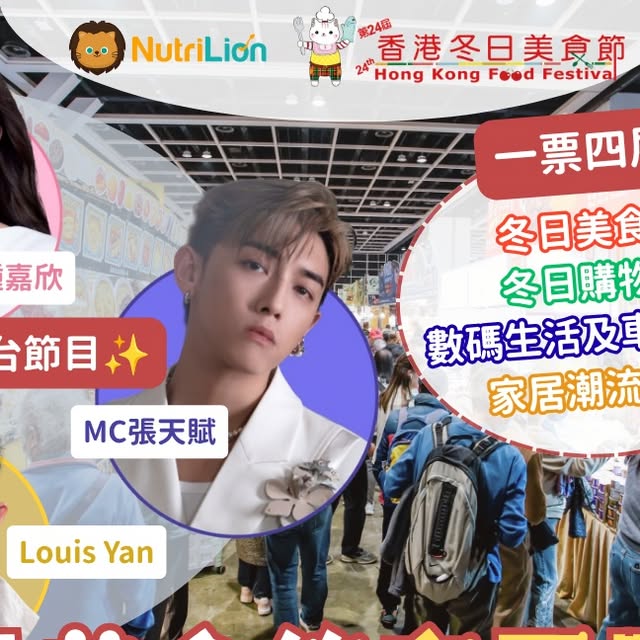 NutriLion
第24屆
24th
香港冬日美食節
Hong Kong Food Festival
一票四
冬日美食
冬日購物
數碼生活及車
家居潮流
嘉欣
台節目✨
MC張天賦
Louis Yan